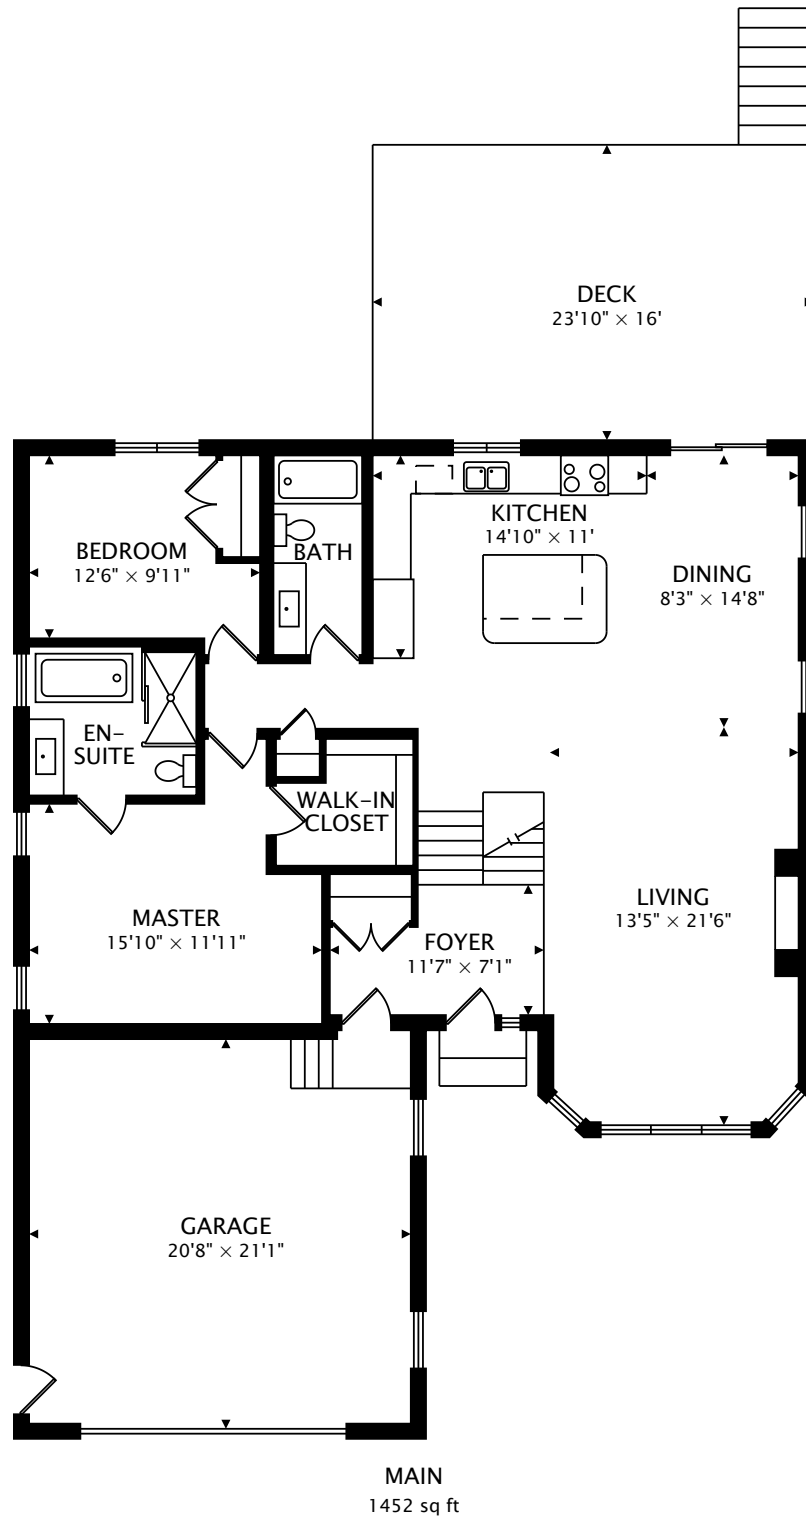 DECK
23'10" × 16'
KITCHEN
14'10" × 11'
BEDROOM
12'6" × 9'11"
BATH
DINING
8'3" × 14'8"
EN-
SUITE
WALK-IN
CLOSET
LIVING
13'5" × 21'6"
MASTER
15'10" × 11'11"
FOYER
11'7" × 7'1"
GARAGE
20'8" × 21'1"
MAIN
1452 sq ft